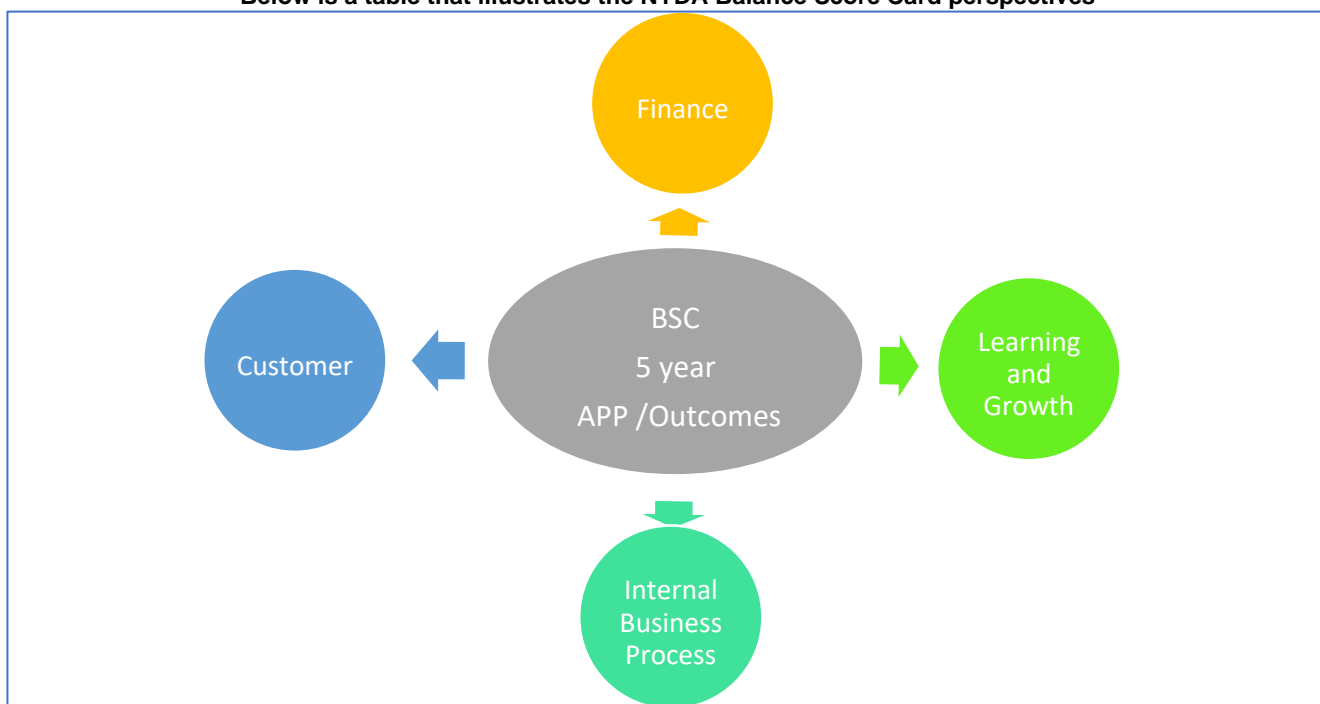 Below is a table that illustrates the NYDA Balance Score Card perspectives
Finance
BSC
5 year
APP /Outcomes
Customer
Learning
and
Growth
Internal
Business
Process